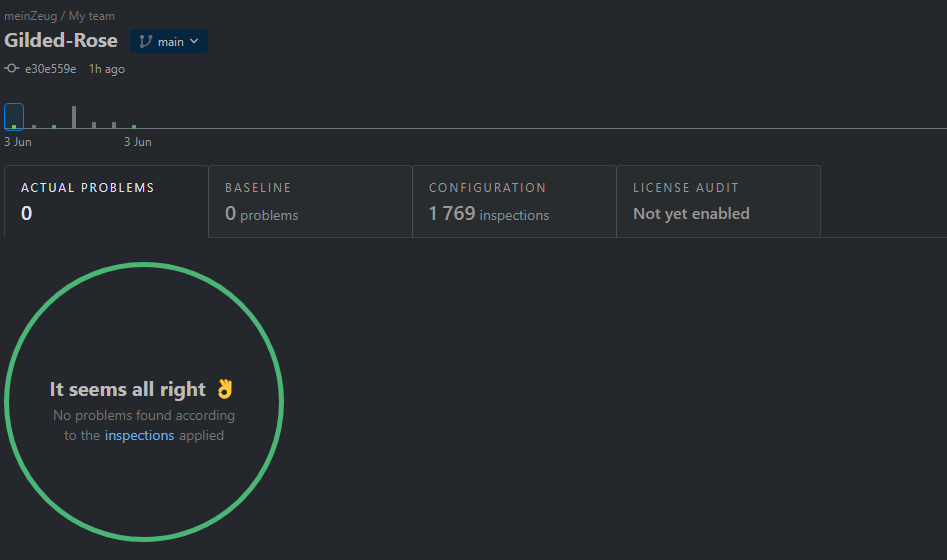 meinZeug / My team
Gilded-Rose main
e30e559e 1h ago
3 Jun 3 Jun
ACTUAL PROBLEMS BASELINE CONFIGURATION LICENSE AUDIT
0 0 problems 1 769 inspections Not yet enabled
It seems all right 👌
No problems found according
to the inspections applied